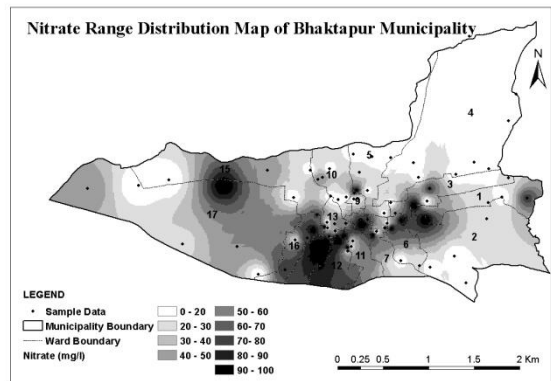 Nitrate Range Distribution Map of Bhaktapur Municipality
N
4
5
15
10
3
9
1
17
13
2
16
6
12
11
7
LEGEND
Sample Data
Municipality Boundary
Ward Boundary
Nitrate (mg/l)
0 - 20
20 - 30
30 - 40
40 - 50
50 - 60
60 - 70
70 - 80
80 - 90
90 - 100
0 0.25 0.5 1 1.5 2 Km